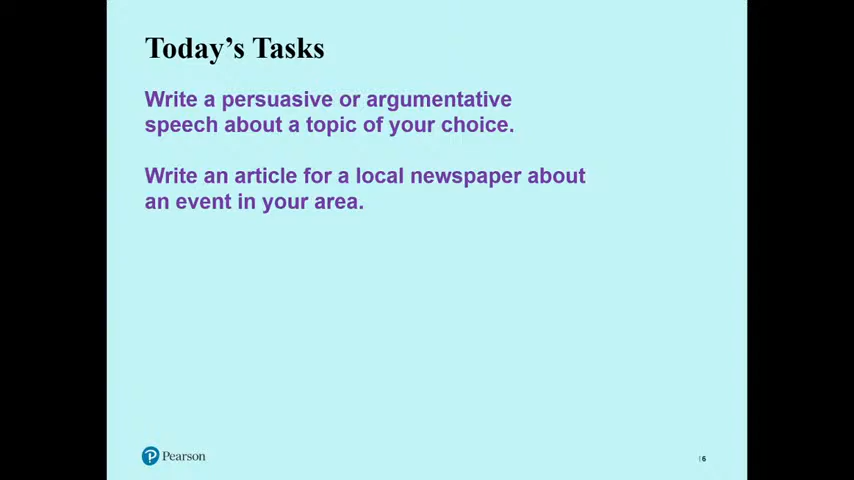 Today’s Tasks
Write a persuasive or argumentative
speech about a topic of your choice.
Write an article for a local newspaper about
an event in your area.
Pearson
6